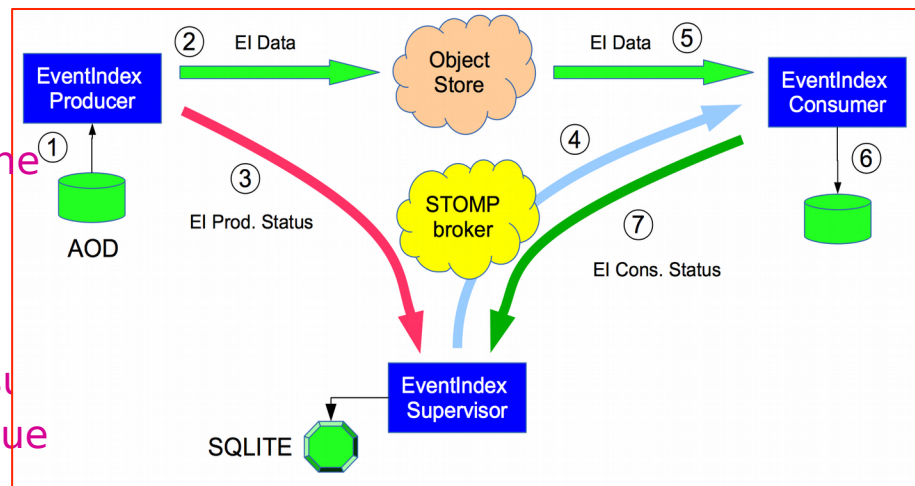 ② EI Data
EI Data ⑤
EventIndex
Producer
Object
Store
EventIndex
Consumer
①
④
⑥
③
STOMP
broker
EI Prod. Status
⑦
AOD
EI Cons. Status
EventIndex
Supervisor
SQLITE